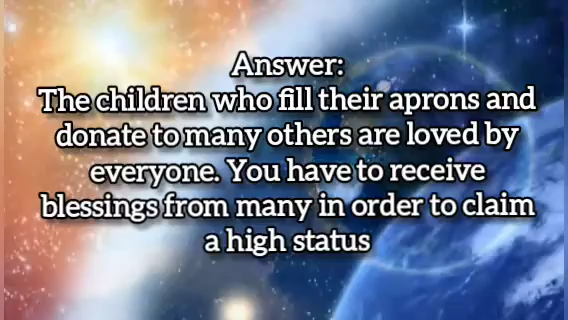 Answer:
The children who fill their aprons and
donate to many others are loved by
everyone. You have to receive
blessings from many in order to claim
a high status